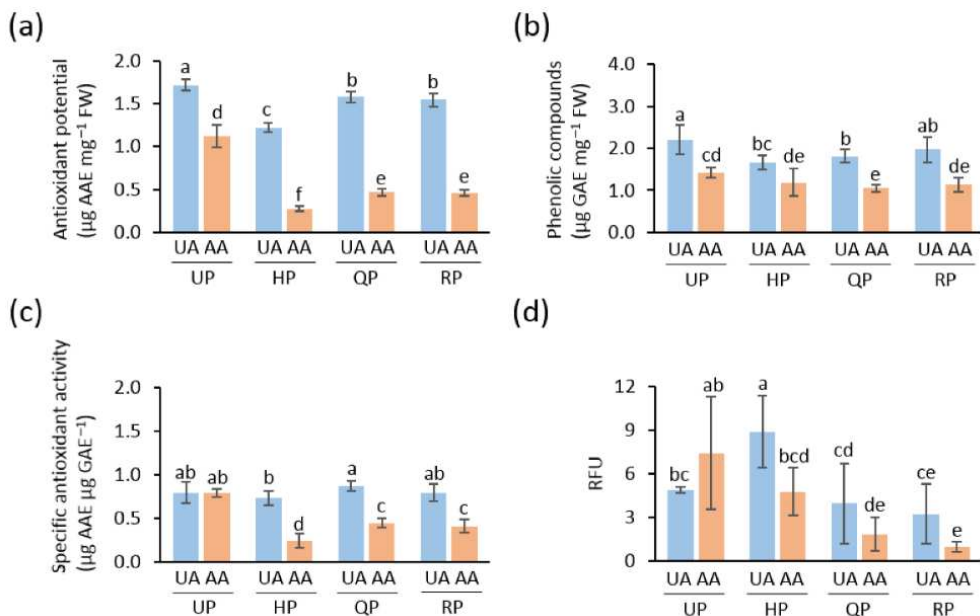 (a)
Antioxidant potential
(µg AAE mg⁻¹ FW)
2.0
1.5
1.0
0.5
0.0
a
d
c
f
b
e
b
e
UA AA UA AA UA AA UA AA
UP HP QP RP
(b)
Phenolic compounds
(µg GAE mg⁻¹ FW)
4.0
3.0
2.0
1.0
0.0
a
cd
bc
de
b
e
ab
de
UA AA UA AA UA AA UA AA
UP HP QP RP
(c)
Specific antioxidant activity
(µg AAE µg GAE⁻¹)
2.0
1.5
1.0
0.5
0.0
ab
ab
b
d
a
c
ab
c
UA AA UA AA UA AA UA AA
UP HP QP RP
(d)
RFU
12
9
6
3
0
bc
ab
a
bcd
cd
de
ce
e
UA AA UA AA UA AA UA AA
UP HP QP RP